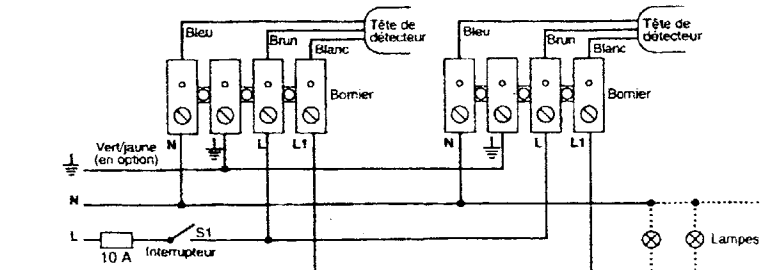 Bleu
Brun
Blanc
Tête de
détecteur
Bornier
N
L
L1
Bleu
Brun
Blanc
Tête de
détecteur
Bornier
N
L
L1
Vert/jaune
(en option)
N
L
10 A
S1
Interrupteur
Lampes